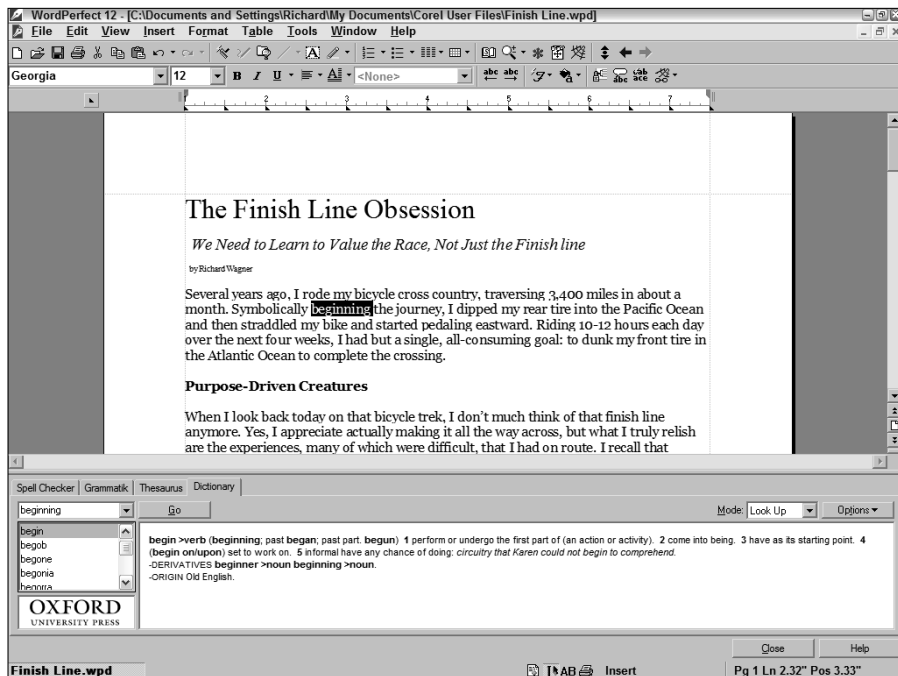 WordPerfect 12 - [C:\Documents and Settings\Richard\My Documents\Corel User Files\Finish Line.wpd]
File Edit View Insert Format Table Tools Window Help
Georgia 12 B I U <None> abc abc
1 2 3 4 5 6 7
The Finish Line Obsession
We Need to Learn to Value the Race, Not Just the Finish line
by Richard Wagner
Several years ago, I rode my bicycle cross country, traversing 3,400 miles in about a
month. Symbolically beginning the journey, I dipped my rear tire into the Pacific Ocean
and then straddled my bike and started pedaling eastward. Riding 10-12 hours each day
over the next four weeks, I had but a single, all-consuming goal: to dunk my front tire in
the Atlantic Ocean to complete the crossing.
Purpose-Driven Creatures
When I look back today on that bicycle trek, I don't much think of that finish line
anymore. Yes, I appreciate actually making it all the way across, but what I truly relish
are the experiences, many of which were difficult, that I had on route. I recall that
Spell Checker Grammatik Thesaurus Dictionary
beginning Go Mode: Look Up Options
begin
begob
begone
begonia
begorra
begin >verb (beginning; past began; past part. begun) 1 perform or undergo the first part of (an action or activity). 2 come into being. 3 have as its starting point. 4
(begin on/upon) set to work on. 5 informal have any chance of doing: circuitry that Karen could not begin to comprehend.
-DERIVATIVES beginner >noun beginning >noun.
-ORIGIN Old English.
OXFORD
UNIVERSITY PRESS
Close Help
Finish Line.wpd AB Insert Pg 1 Ln 2.32" Pos 3.33"